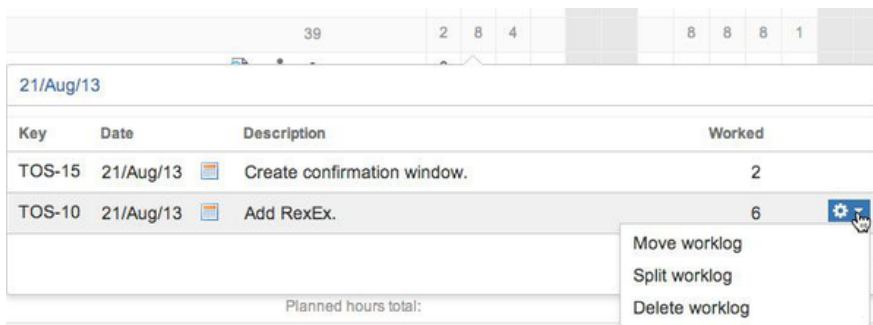 39 2 8 4 8 8 8 1
21/Aug/13
Key Date Description Worked
TOS-15 21/Aug/13 Create confirmation window. 2
TOS-10 21/Aug/13 Add RexEx. 6
Move worklog
Split worklog
Planned hours total: Delete worklog